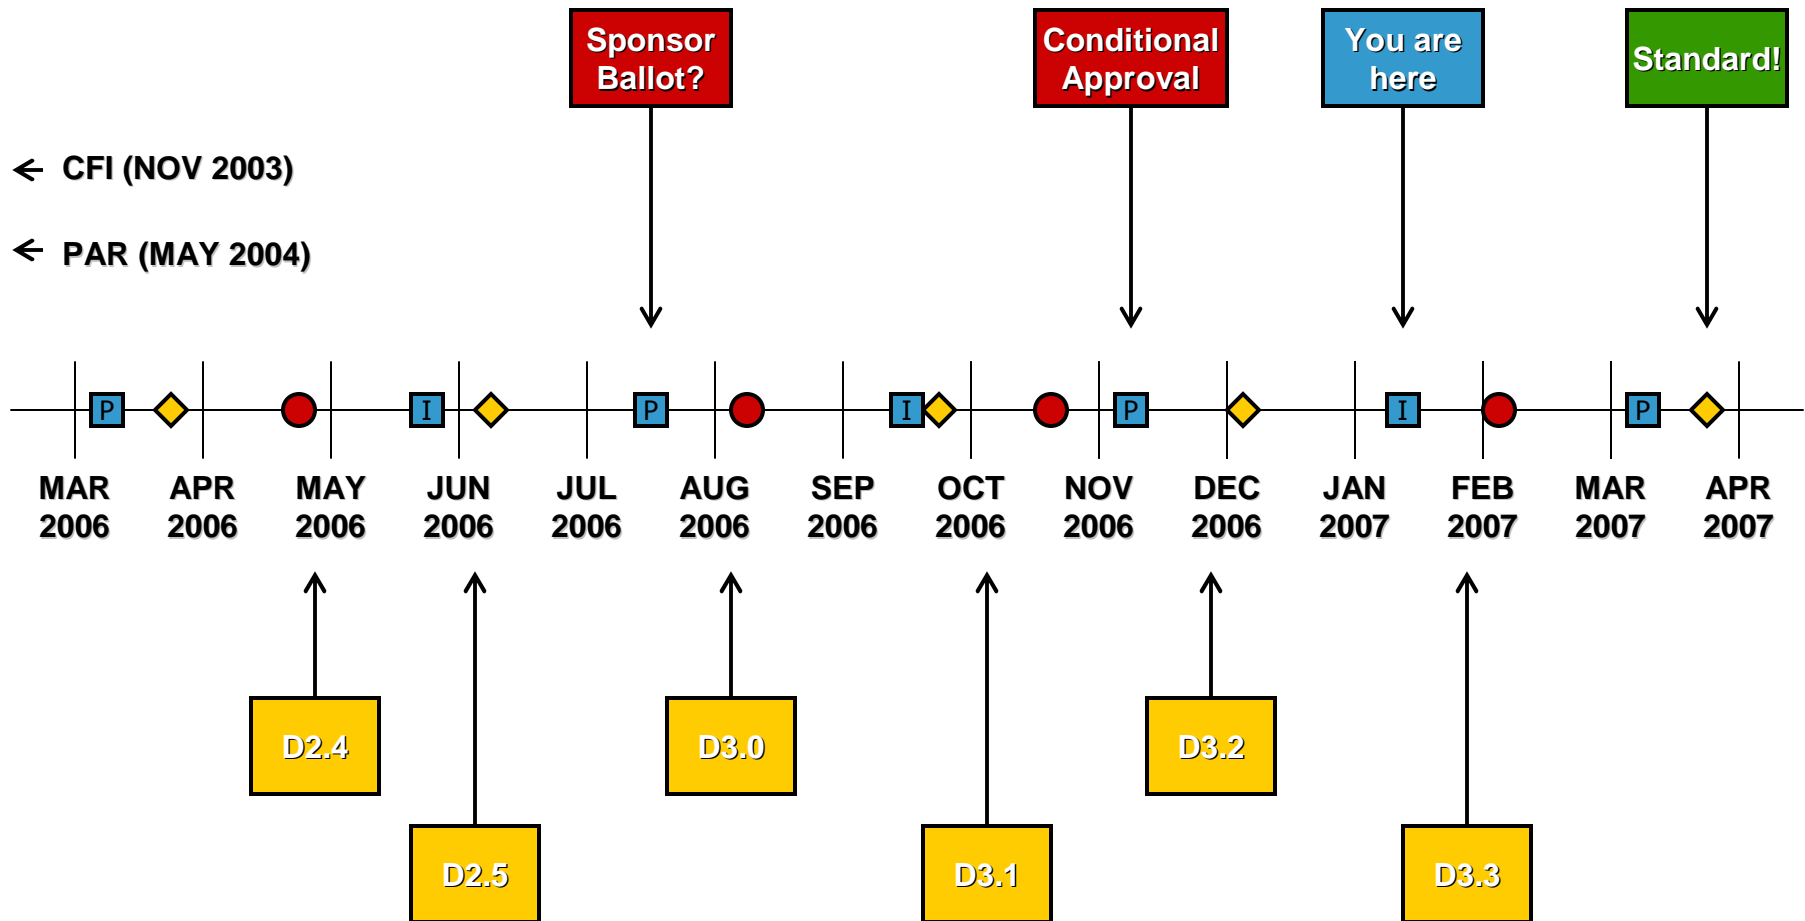 Sponsor
Ballot?
Conditional
Approval
You are
here
Standard!
CFI (NOV 2003)
PAR (MAY 2004)
P
I
P
I
P
I
P
MAR
2006
APR
2006
MAY
2006
JUN
2006
JUL
2006
AUG
2006
SEP
2006
OCT
2006
NOV
2006
DEC
2006
JAN
2007
FEB
2007
MAR
2007
APR
2007
D2.4
D3.0
D3.2
D2.5
D3.1
D3.3